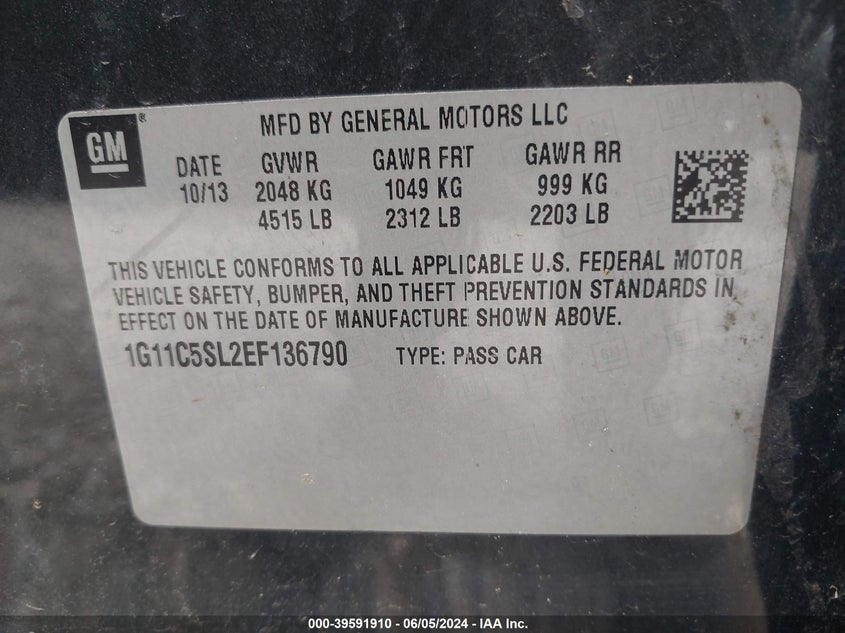 GM
MFD BY GENERAL MOTORS LLC
DATE GVWR GAWR FRT GAWR RR
10/13 2048 KG 1049 KG 999 KG
4515 LB 2312 LB 2203 LB
THIS VEHICLE CONFORMS TO ALL APPLICABLE U.S. FEDERAL MOTOR
VEHICLE SAFETY, BUMPER, AND THEFT PREVENTION STANDARDS IN
EFFECT ON THE DATE OF MANUFACTURE SHOWN ABOVE.
1G11C5SL2EF136790 TYPE: PASS CAR
000-39591910 - 06/05/2024 - IAA Inc.